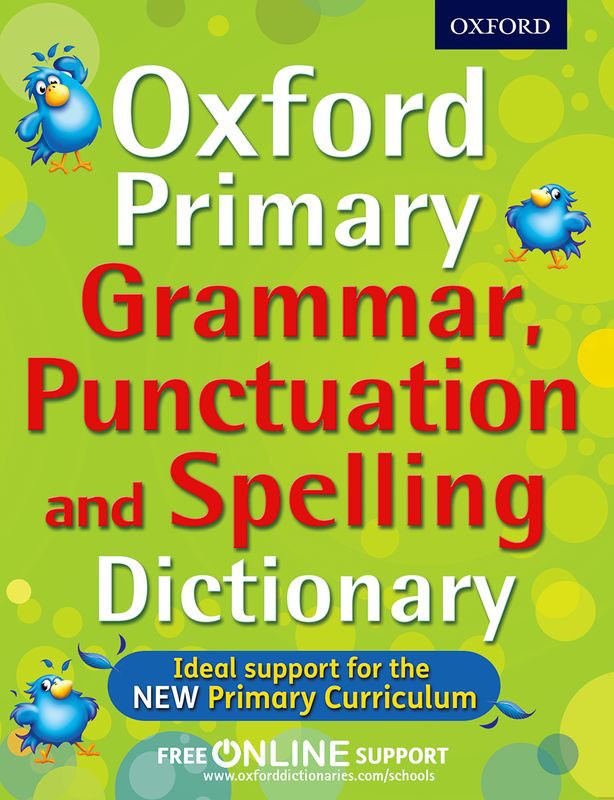 OXFORD
Oxford
Primary
Grammar,
Punctuation
and Spelling
Dictionary
Ideal support for the
NEW Primary Curriculum
FREE ONLINE SUPPORT
www.oxforddictionaries.com/schools